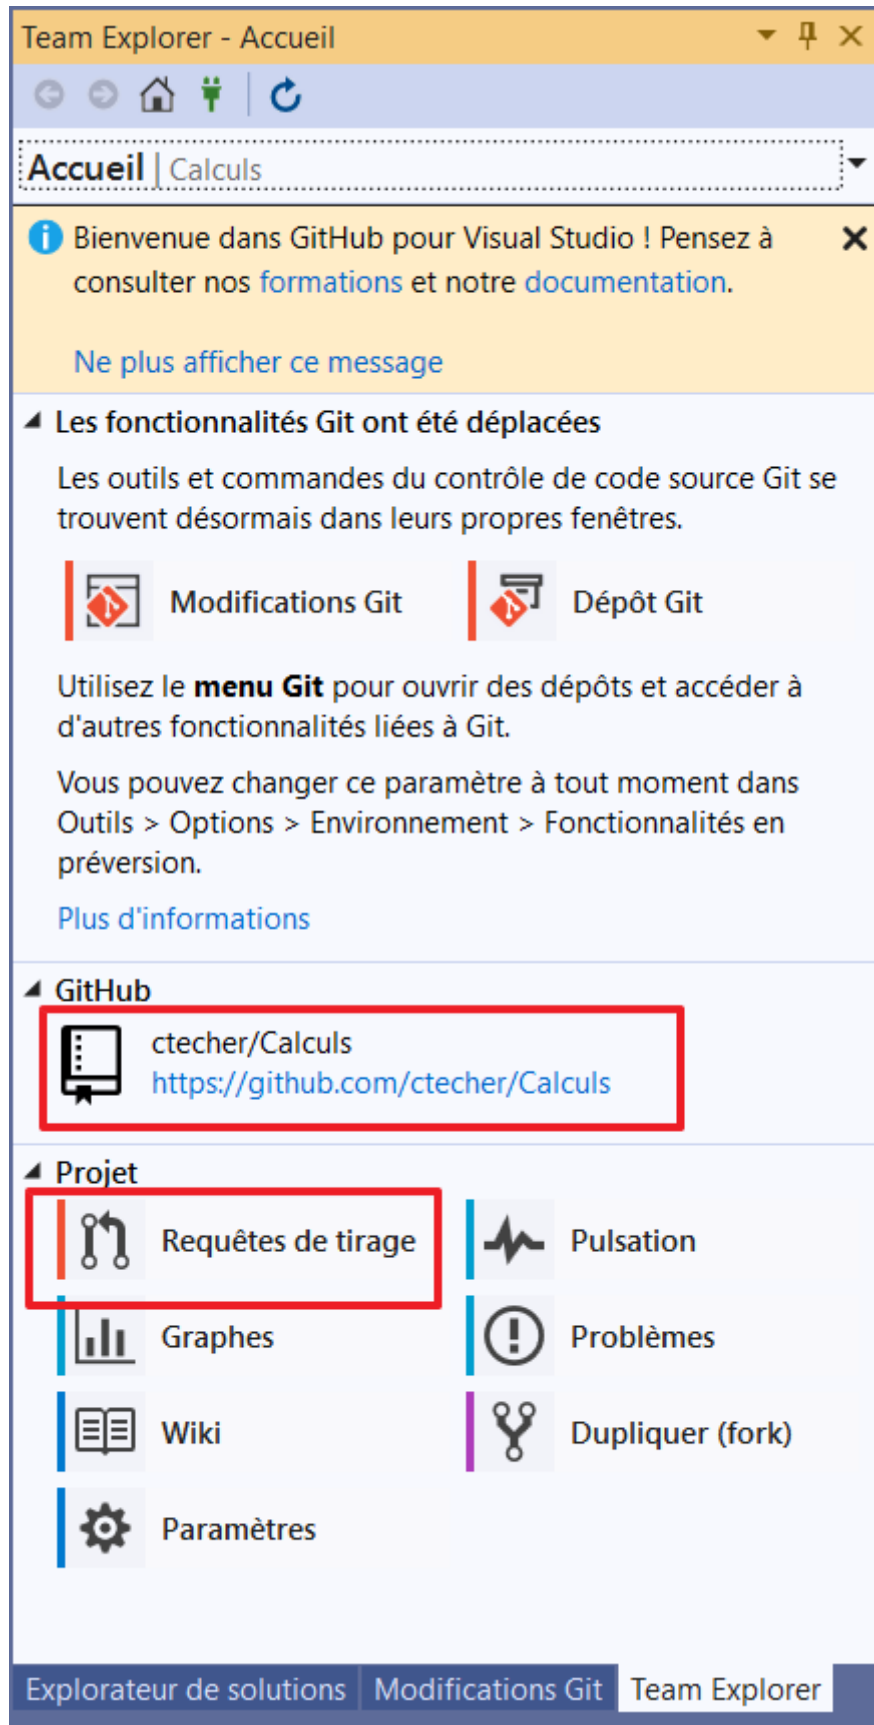 Team Explorer - Accueil
Accueil | Calculs
Bienvenue dans GitHub pour Visual Studio ! Pensez à
consulter nos formations et notre documentation.
Ne plus afficher ce message
Les fonctionnalités Git ont été déplacées
Les outils et commandes du contrôle de code source Git se
trouvent désormais dans leurs propres fenêtres.
Modifications Git
Dépôt Git
Utilisez le menu Git pour ouvrir des dépôts et accéder à
d'autres fonctionnalités liées à Git.
Vous pouvez changer ce paramètre à tout moment dans
Outils > Options > Environnement > Fonctionnalités en
préversion.
Plus d'informations
GitHub
ctecher/Calculs
https://github.com/ctecher/Calculs
Projet
Requêtes de tirage
Pulsation
Graphes
Problèmes
Wiki
Dupliquer (fork)
Paramètres
Explorateur de solutions
Modifications Git
Team Explorer